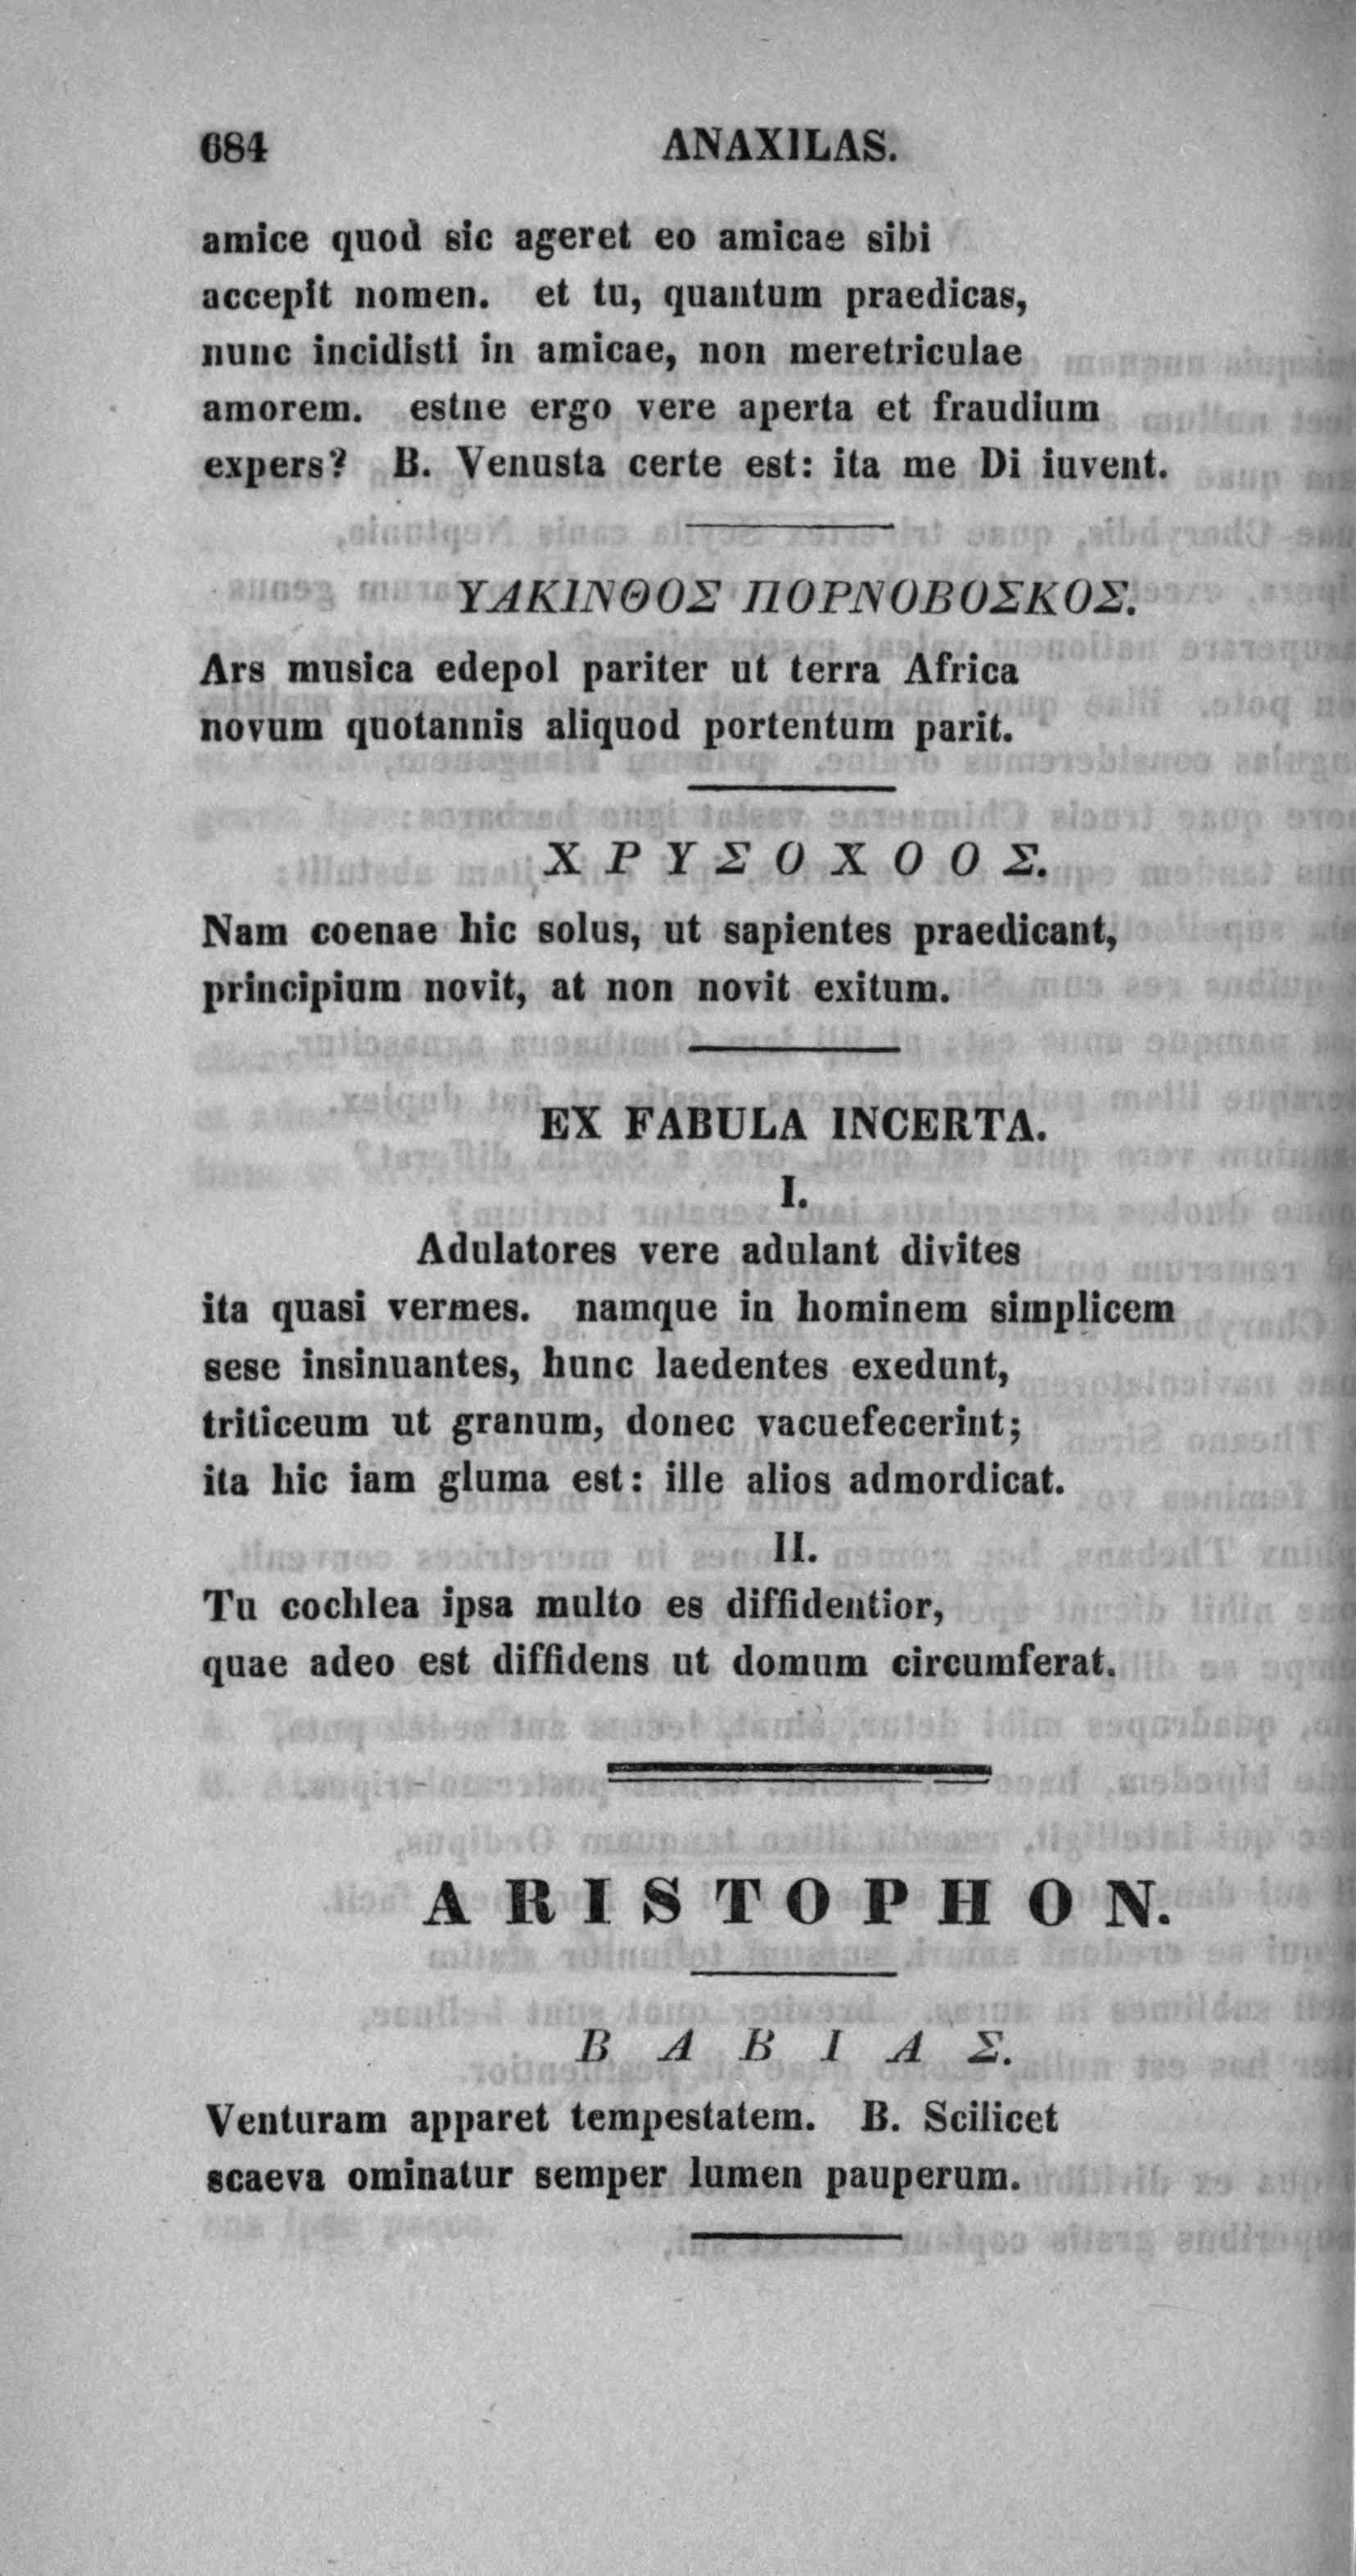 684 ANAXILAS.
amice quod sic ageret eo amicae sibi
accepit nomen. et tu, quantum praedicas,
nunc incidisti in amicae, non meretriculae
amorem. estne ergo vere aperta et fraudium
expers? B. Venusta certe est: ita me Di iuvent.
ΥΑΚΙΝΘΟΣ ΠΟΡΝΟΒΟΣΚΟΣ.
Ars musica edepol pariter ut terra Africa
novum quotannis aliquod portentum parit.
ΧΡΥΣΟΧΟΟΣ.
Nam coenae hic solus, ut sapientes praedicant,
principium novit, at non novit exitum.
EX FABULA INCERTA.
I.
Adulatores vere adulant divites
ita quasi vermes. namque in hominem simplicem
sese insinuantes, hunc laedentes exedunt,
triticeum ut granum, donec vacuefecerint;
ita hic iam gluma est: ille alios admordicat.
II.
Tu cochlea ipsa multo es diffidentior,
quae adeo est diffidens ut domum circumferat.
ARISTOPHON.
ΒΑΒΙΑΣ.
Venturam apparet tempestatem. B. Scilicet
scaeva ominatur semper lumen pauperum.